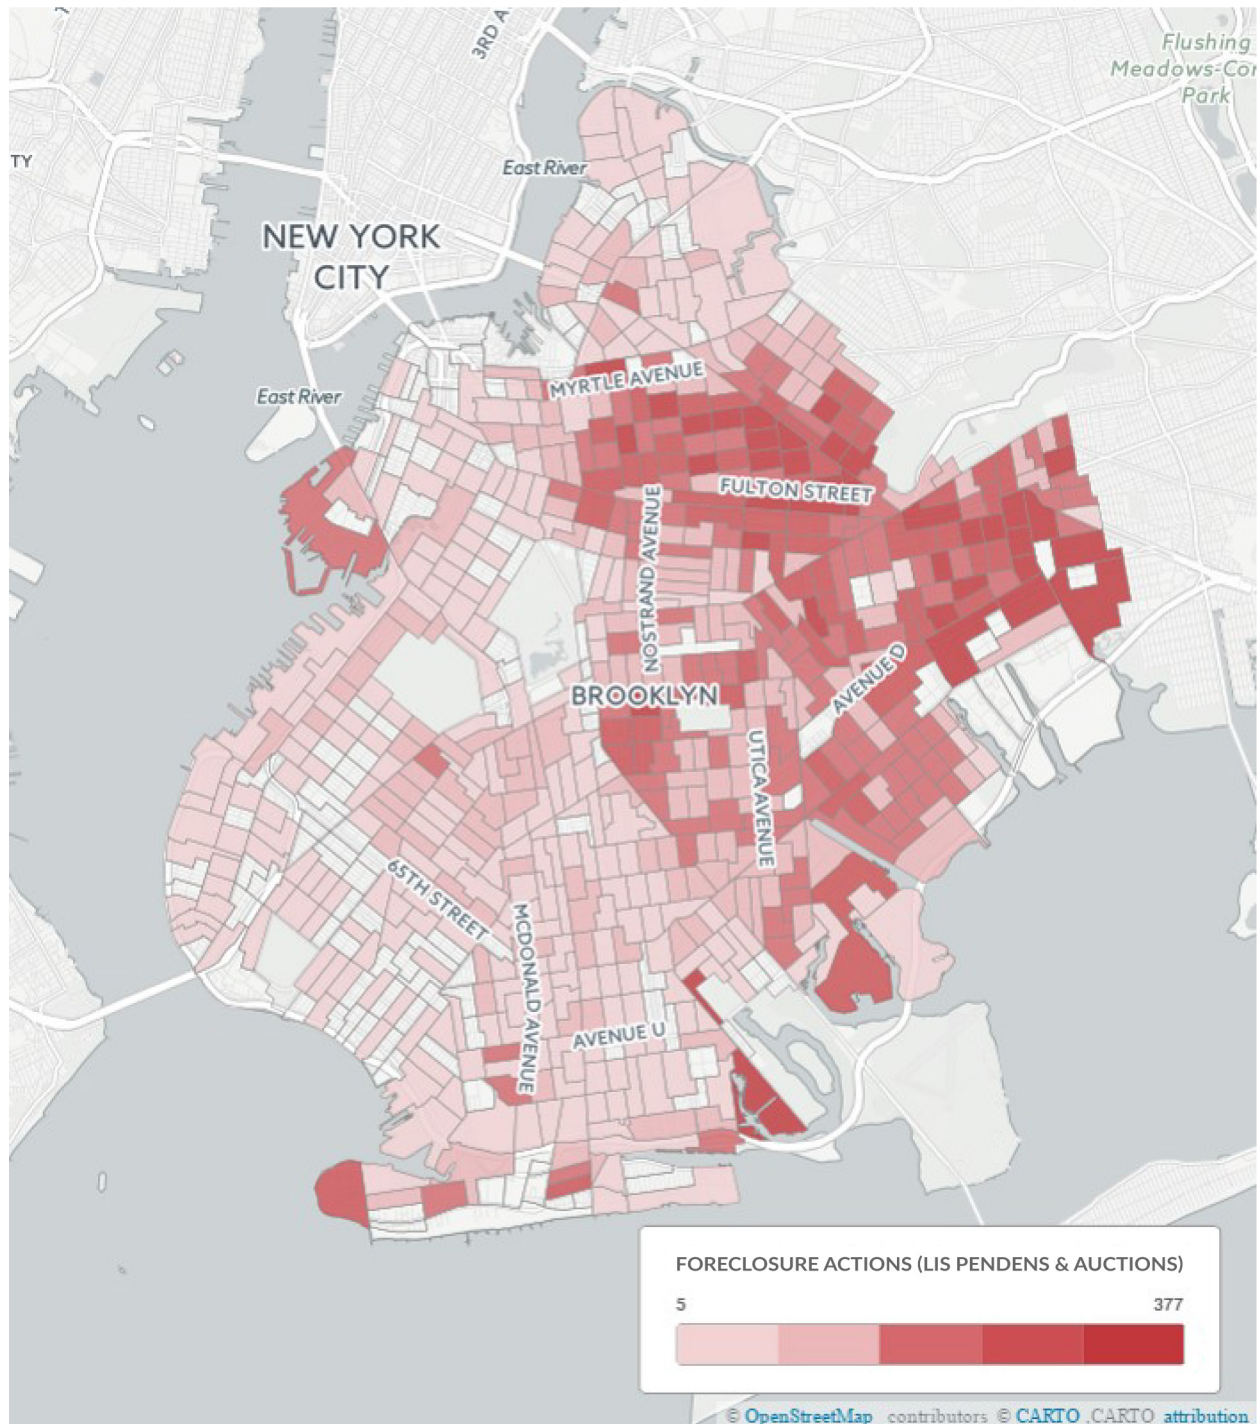 3RD A
Flushing
Meadows-Cor
Park
TY
East River
NEW YORK
CITY
East River
MYRTLE AVENUE
FULTON STREET
NOSTRAND AVENUE
AVENUE D
BROOKLYN
UTICA AVENUE
65TH STREET
MCDONALD AVENUE
AVENUE U
FORECLOSURE ACTIONS (LIS PENDENS & AUCTIONS)
5 377
© OpenStreetMap contributors © CARTO ,CARTO attribution